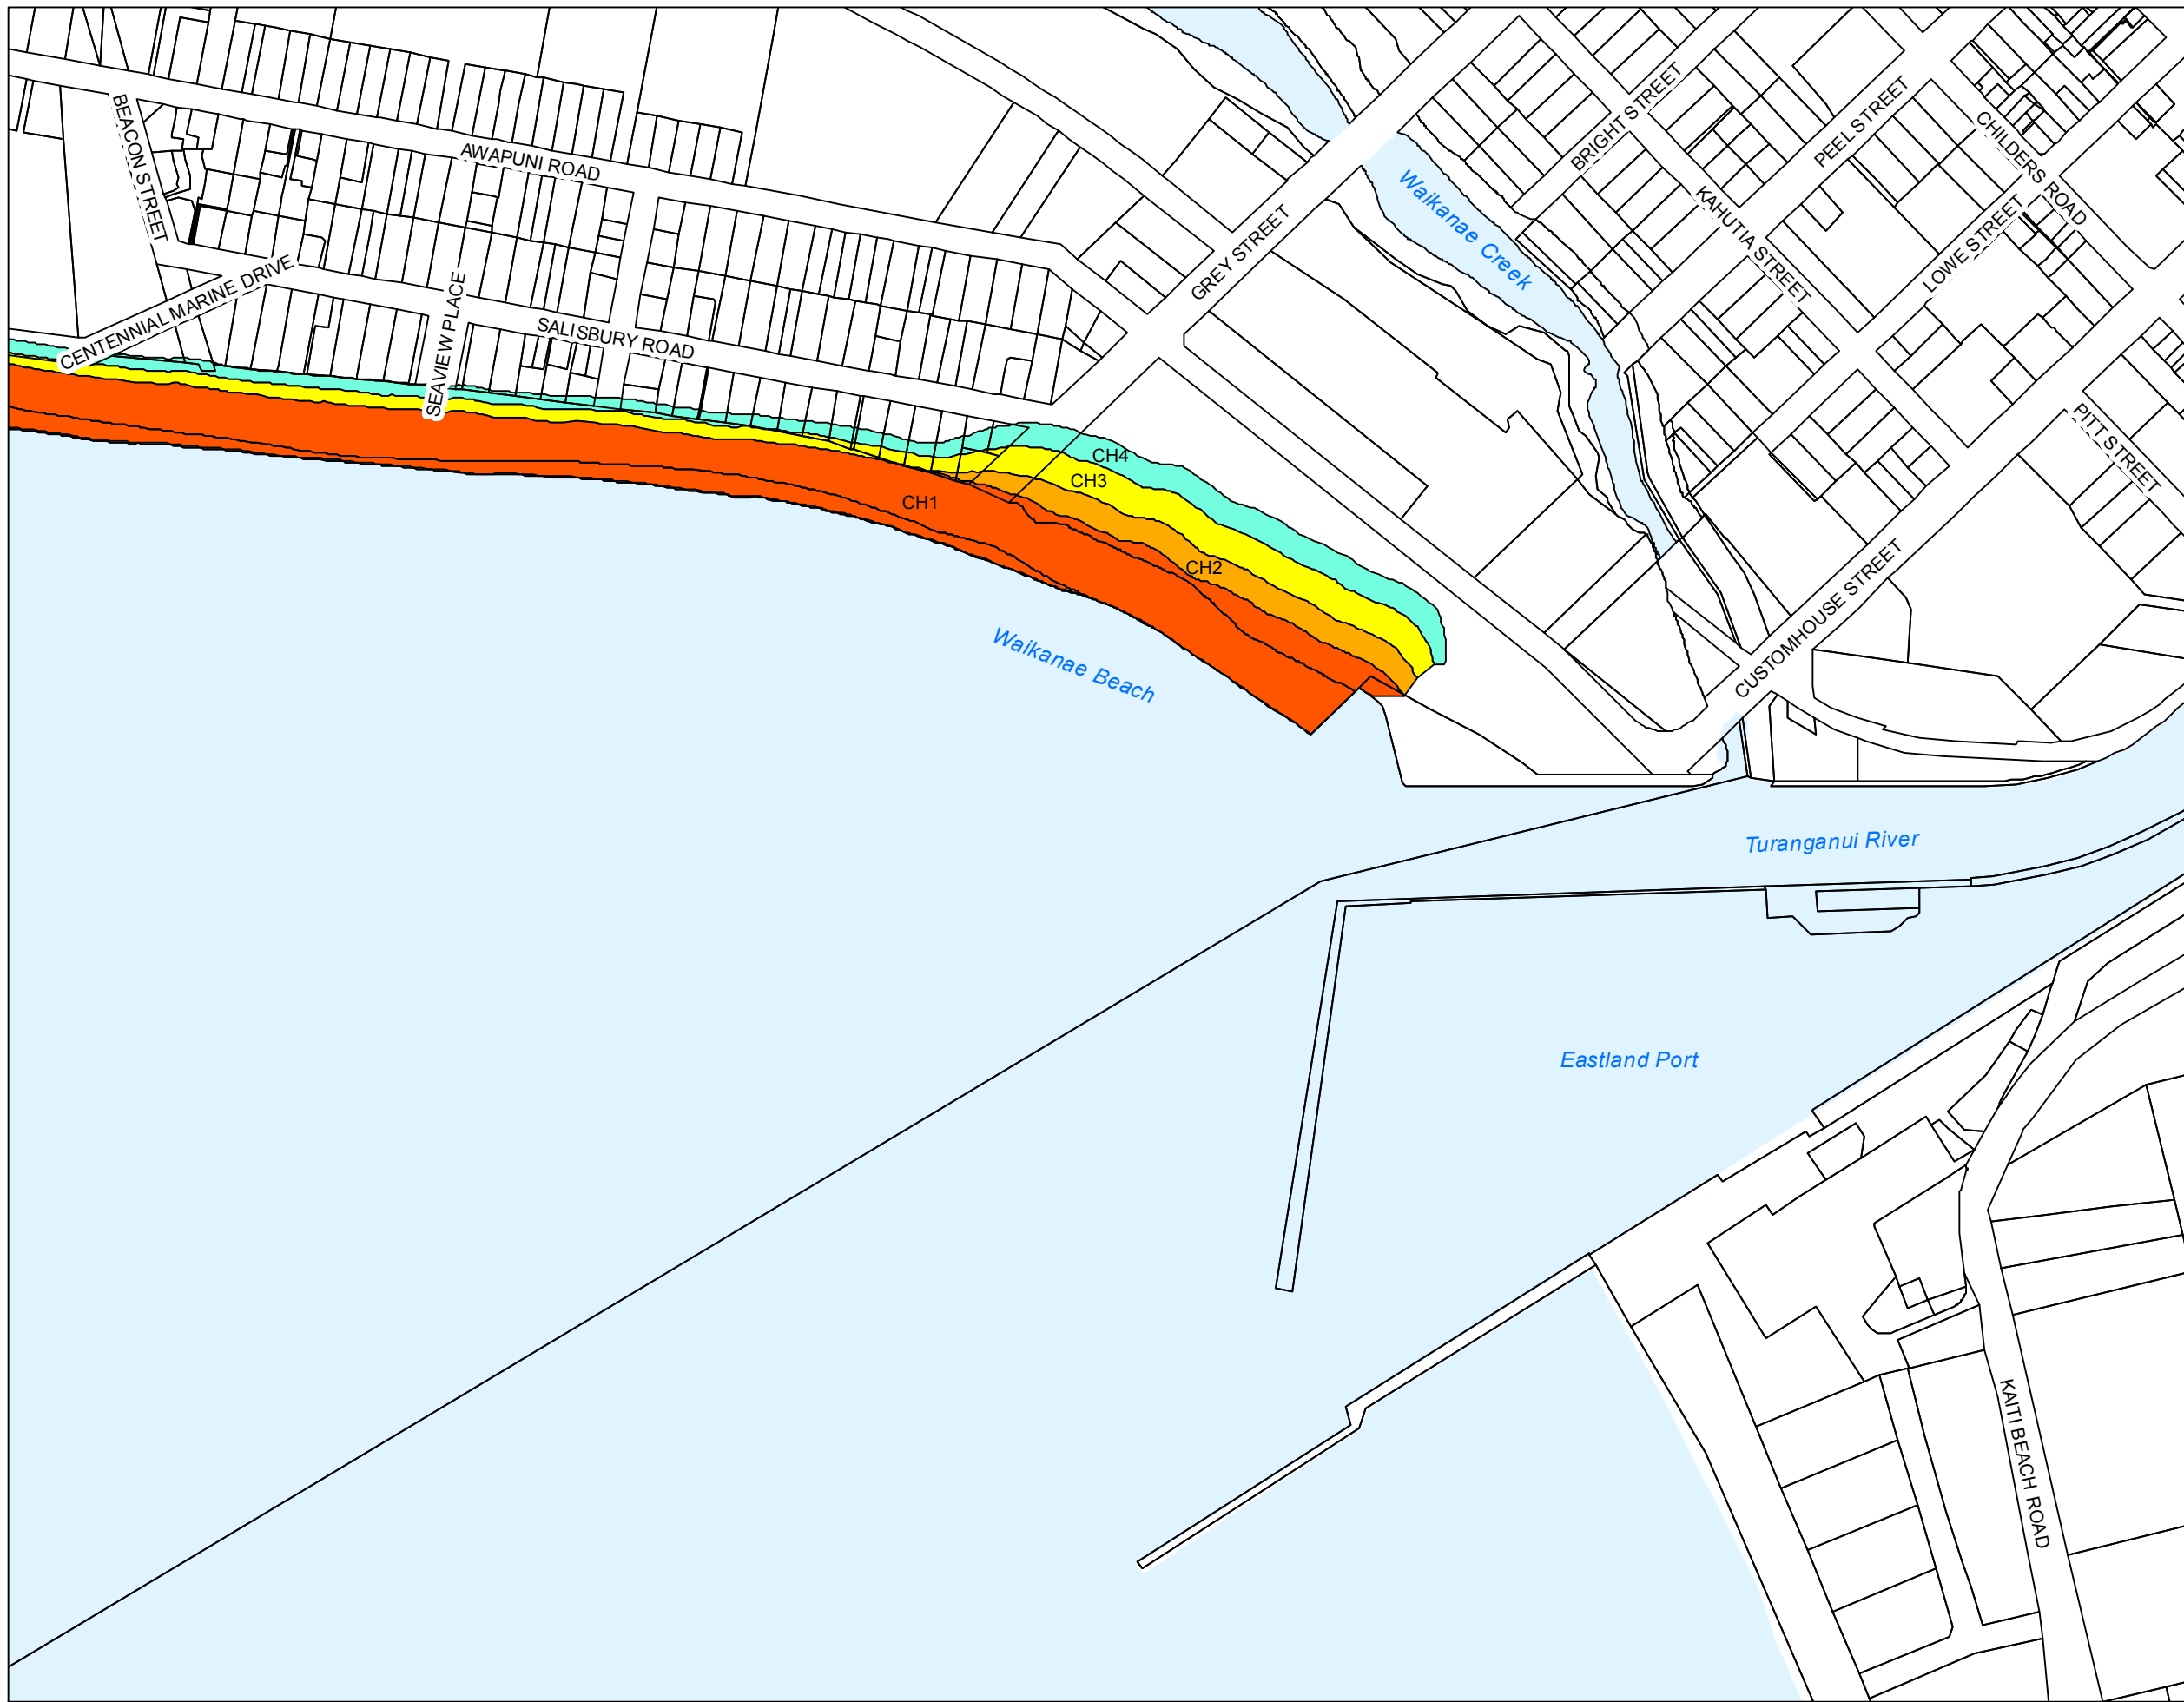 BEACON STREET
AWAPUNI ROAD
BRIGHT STREET
PEEL STREET
CHILDERS ROAD
Waikanae Creek
KAHUTIA STREET
LOWE STREET
GREY STREET
CENTENNIAL MARINE DRIVE
SEAVIEW PLACE
SALISBURY ROAD
PITT STREET
CH4
CH3
CH1
CH2
CUSTOMHOUSE STREET
Waikanae Beach
Turanganui River
Eastland Port
KAITI BEACH ROAD